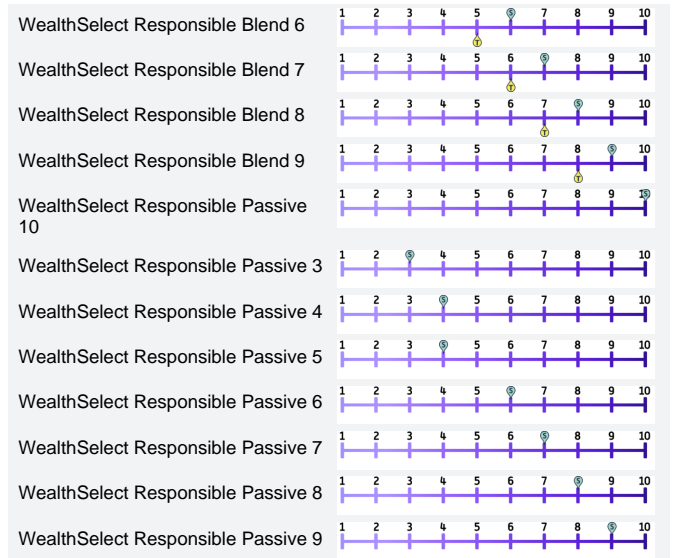 WealthSelect Responsible Blend 6
1 2 3 4 5 S 7 8 9 10
T
WealthSelect Responsible Blend 7
1 2 3 4 5 6 S 8 9 10
T
WealthSelect Responsible Blend 8
1 2 3 4 5 6 7 S 9 10
T
WealthSelect Responsible Blend 9
1 2 3 4 5 6 7 8 S 10
T
WealthSelect Responsible Passive
10
1 2 3 4 5 6 7 8 9 S
WealthSelect Responsible Passive 3
1 2 S 4 5 6 7 8 9 10
WealthSelect Responsible Passive 4
1 2 3 S 5 6 7 8 9 10
WealthSelect Responsible Passive 5
1 2 3 S 5 6 7 8 9 10
WealthSelect Responsible Passive 6
1 2 3 4 5 S 7 8 9 10
WealthSelect Responsible Passive 7
1 2 3 4 5 6 S 8 9 10
WealthSelect Responsible Passive 8
1 2 3 4 5 6 7 S 9 10
WealthSelect Responsible Passive 9
1 2 3 4 5 6 7 8 S 10